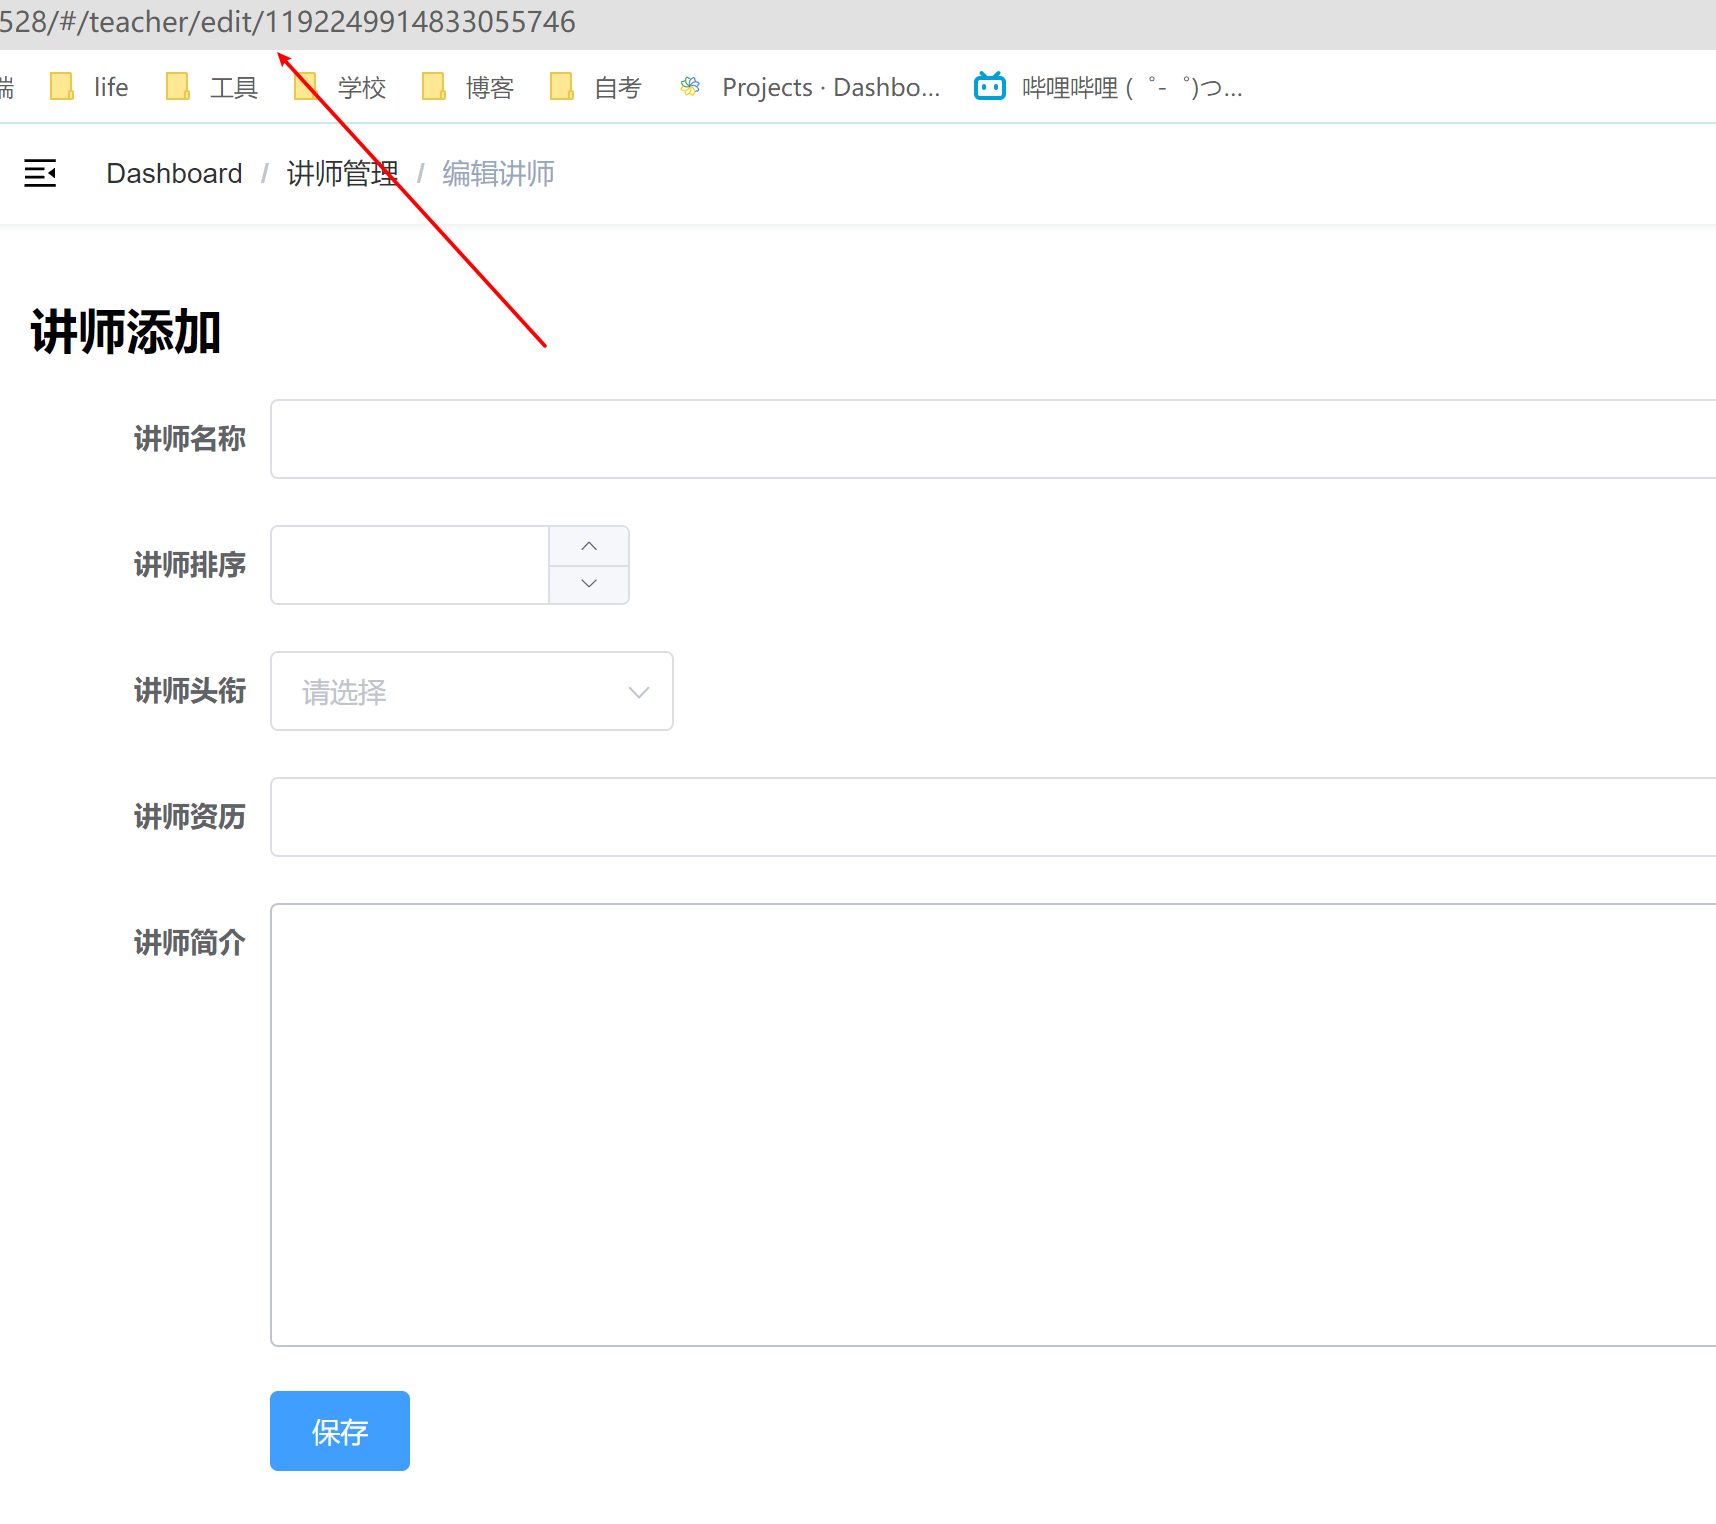 528/#/teacher/edit/1192249914833055746
端 life 工具 学校 博客 自考 Projects · Dashbo... 哔哩哔哩 ( ゜- ゜)つ...
Dashboard / 讲师管理 / 编辑讲师
讲师添加
讲师名称
讲师排序
讲师头衔 请选择
讲师资历
讲师简介
保存